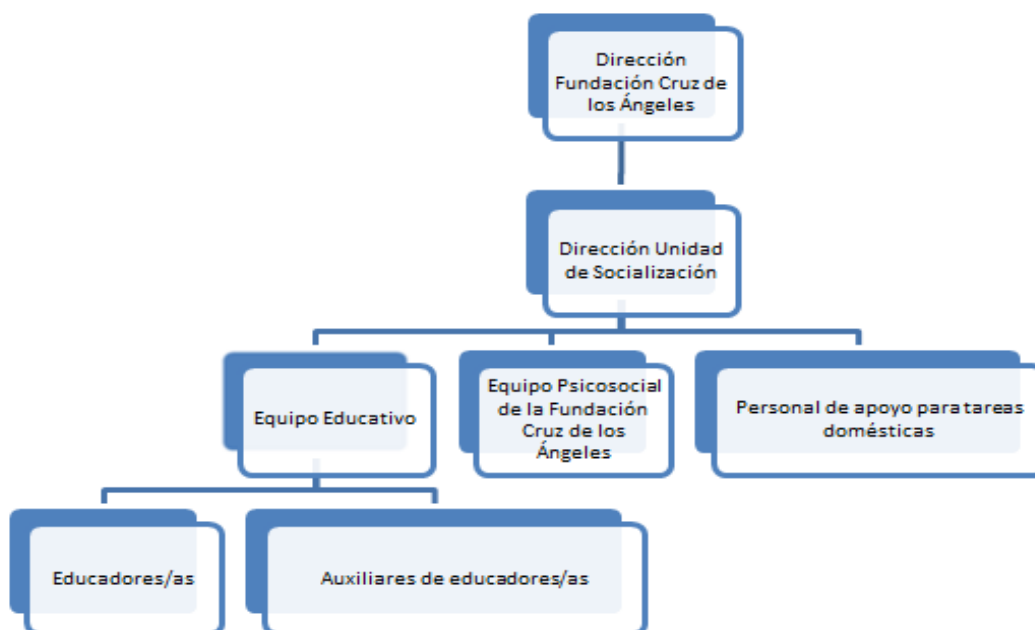 Dirección
Fundación Cruz de
los Ángeles
Dirección Unidad
de Socialización
Equipo Educativo
Equipo Psicosocial
de la Fundación
Cruz de los
Ángeles
Personal de apoyo para tareas
domésticas
Educadores/as
Auxiliares de educadores/as